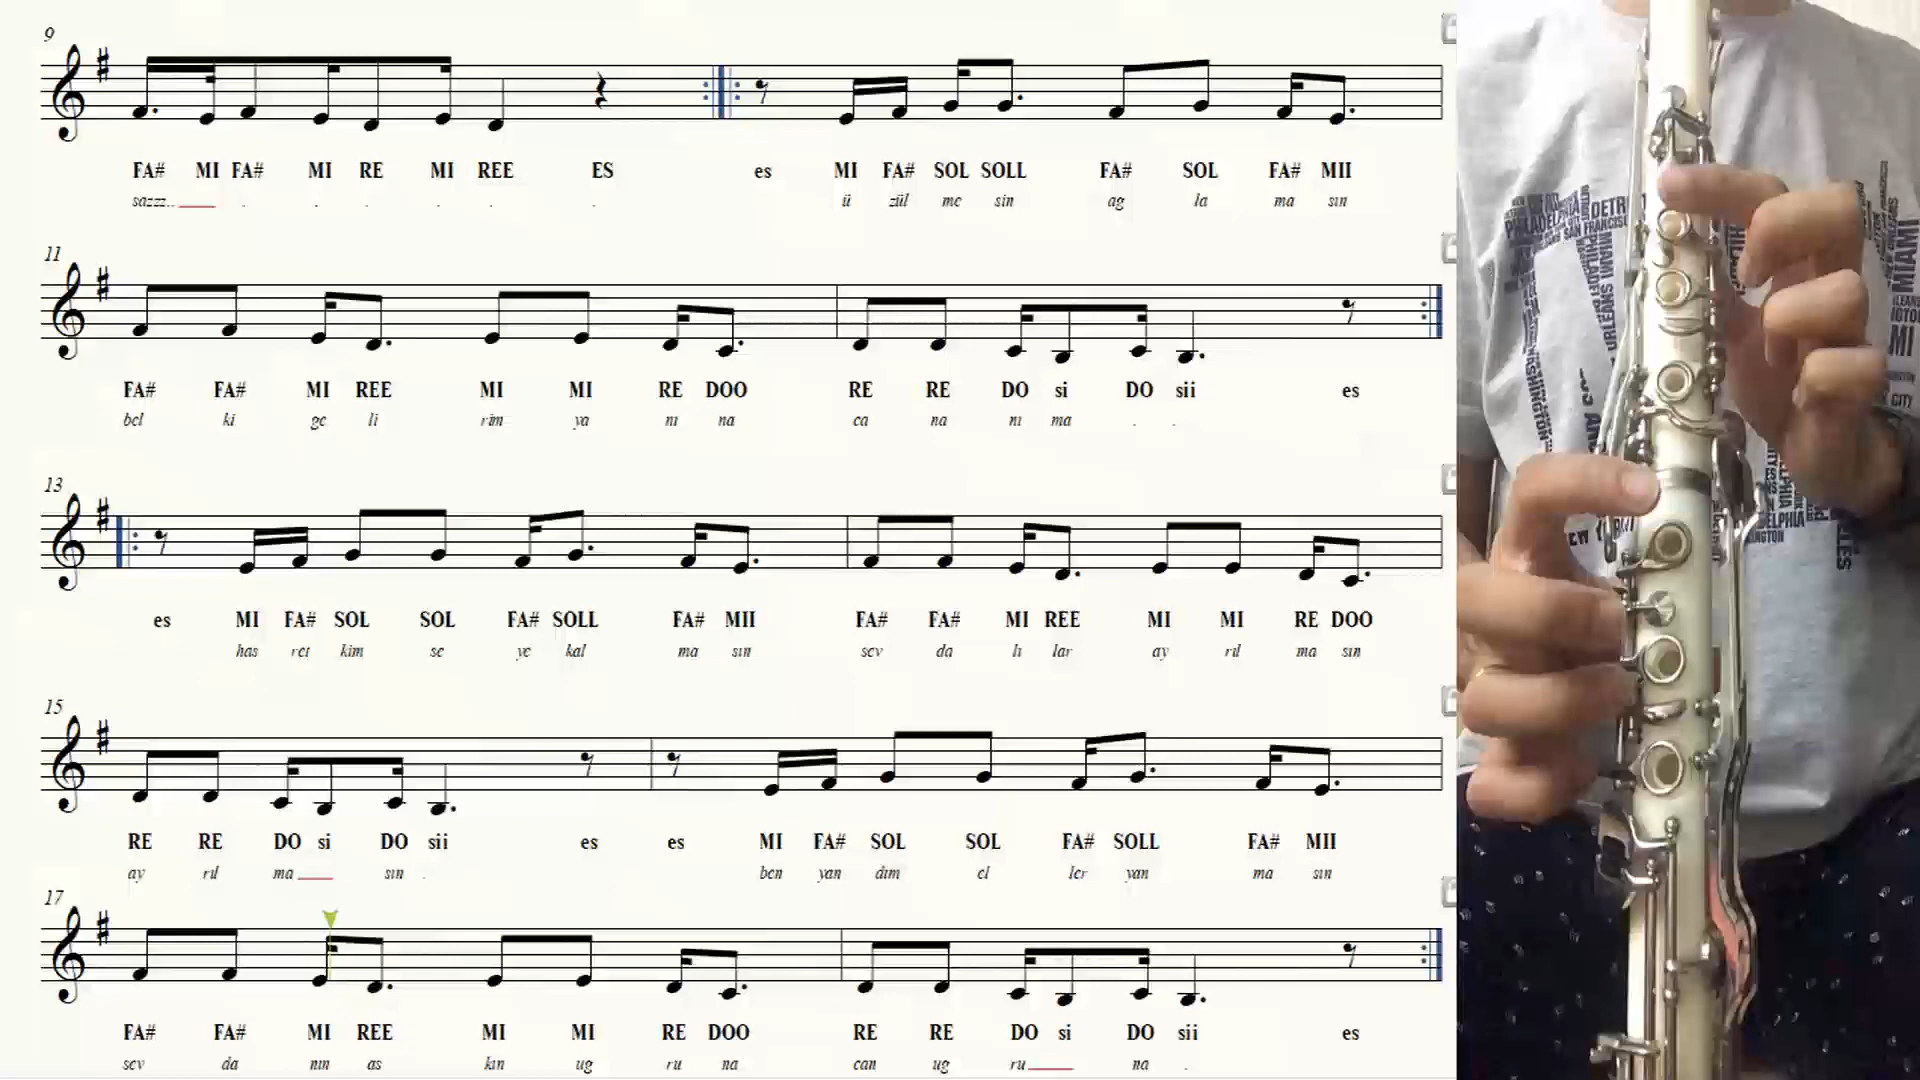 9
FA# MI FA# MI RE MI REE ES es MI FA# SOL SOLL FA# SOL FA# MII
sazzz.. . . . . . . ü zül me sin ag la ma sın
11
FA# FA# MI REE MI MI RE DOO RE RE DO si DO sii es
bel ki ge li rim ya nı na ca na nı ma . .
13
es MI FA# SOL SOL FA# SOLL FA# MII FA# FA# MI REE MI MI RE DOO
has ret kim se ye kal ma sın sev da lı lar ay rıl ma sın
15
RE RE DO si DO sii es es MI FA# SOL SOL FA# SOLL FA# MII
ay rıl ma sın . ben yan dım el ler yan ma sın
17
FA# FA# MI REE MI MI RE DOO RE RE DO si DO sii es
sev da nın as kın ug ru na can ug ru na .
PHILADELPHIA DETR
SAN FRANCISC
MIAMI
MI
CITY